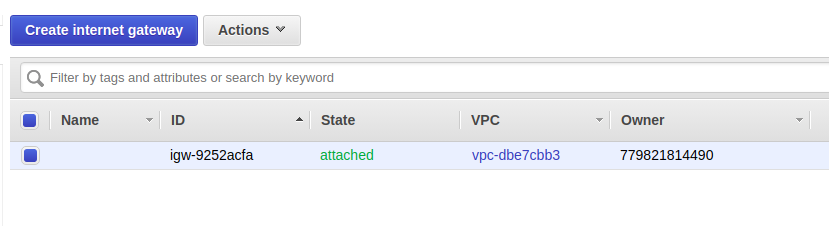 Create internet gateway Actions
Filter by tags and attributes or search by keyword
Name ID State VPC Owner
igw-9252acfa attached vpc-dbe7cbb3 779821814490